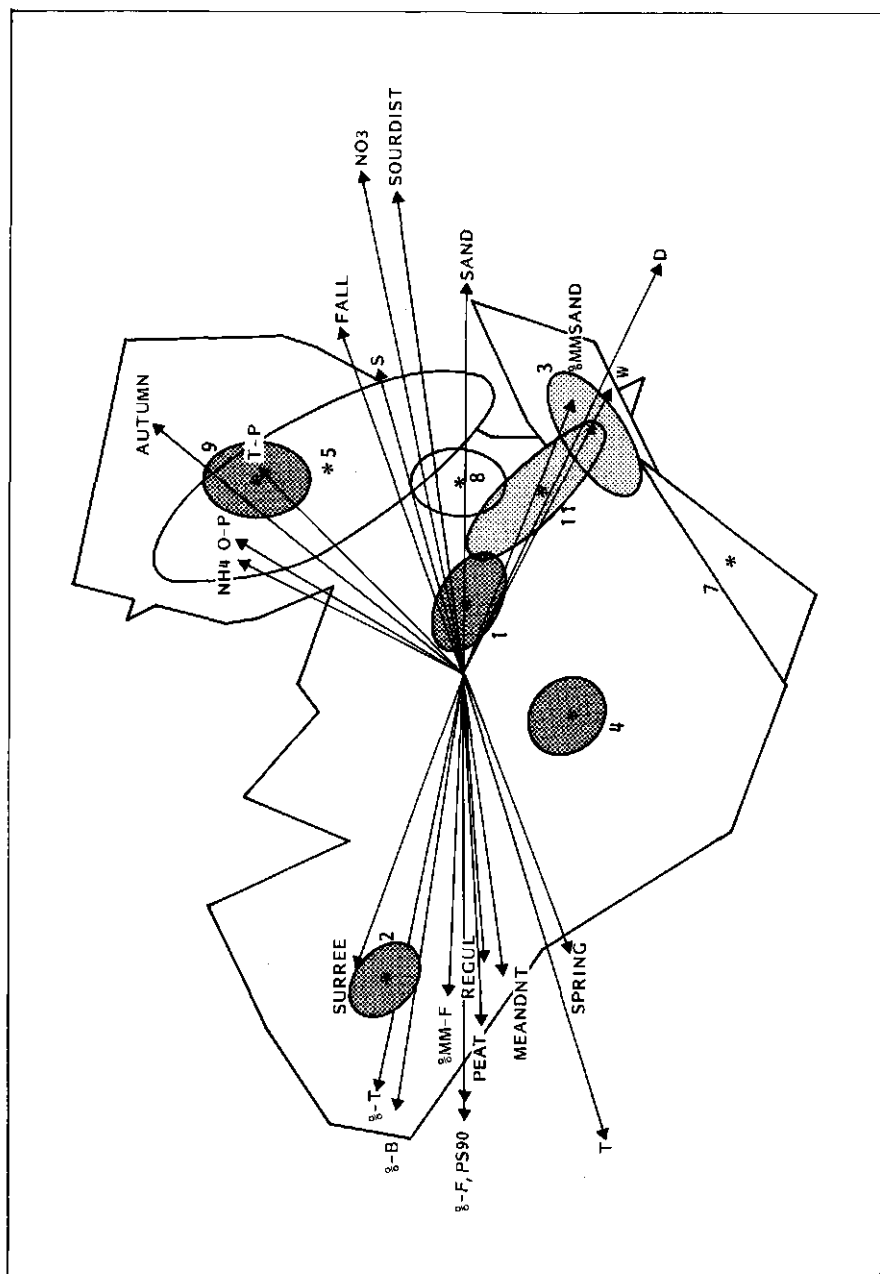 AUTUMN
9
NH4 O-P
T-P
5
SURREE
FALL
NO3
%-T
S
2
%-B
SOURDIST
%MM-F
%-F, PS90
REGUL
SAND
PEAT
8
1
MEANDNT
3
11
%MMSAND
SPRING
T
4
W
D
7